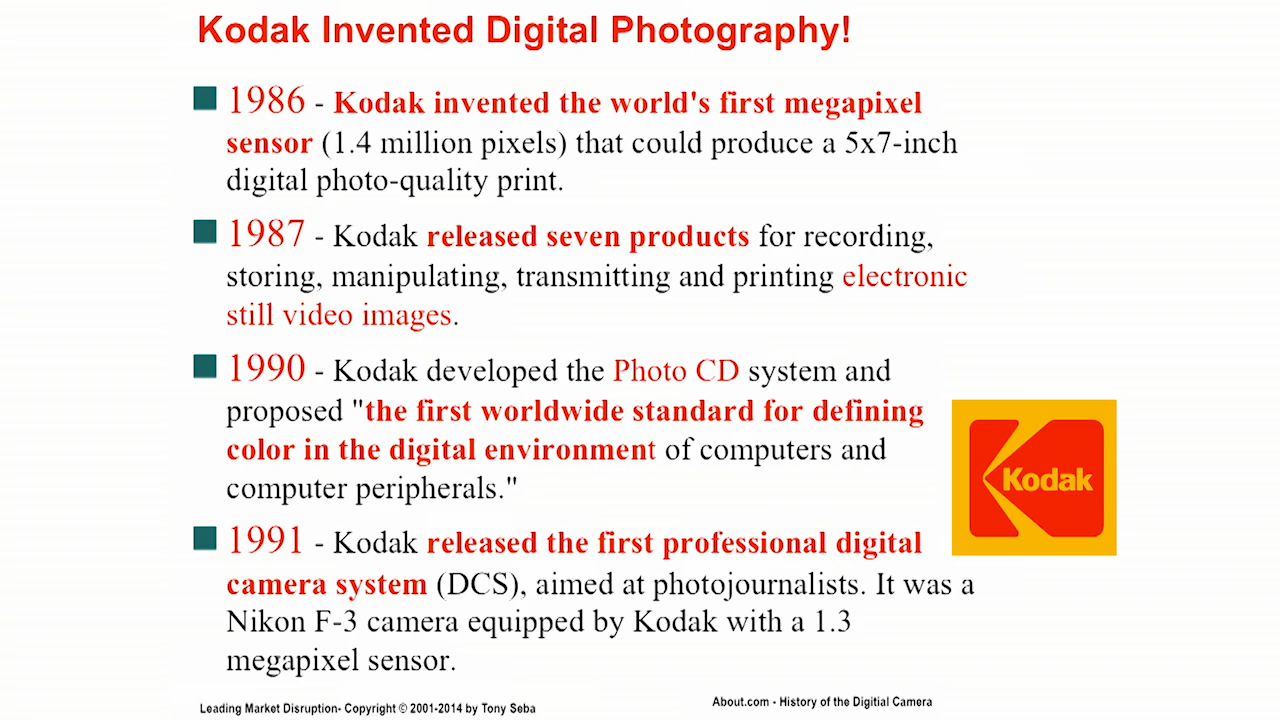 Kodak Invented Digital Photography!
1986 - Kodak invented the world's first megapixel
sensor (1.4 million pixels) that could produce a 5x7-inch
digital photo-quality print.
1987 - Kodak released seven products for recording,
storing, manipulating, transmitting and printing electronic
still video images.
1990 - Kodak developed the Photo CD system and
proposed "the first worldwide standard for defining
color in the digital environment of computers and
computer peripherals."
Kodak
1991 - Kodak released the first professional digital
camera system (DCS), aimed at photojournalists. It was a
Nikon F-3 camera equipped by Kodak with a 1.3
megapixel sensor.
Leading Market Disruption- Copyright © 2001-2014 by Tony Seba
About.com - History of the Digitial Camera